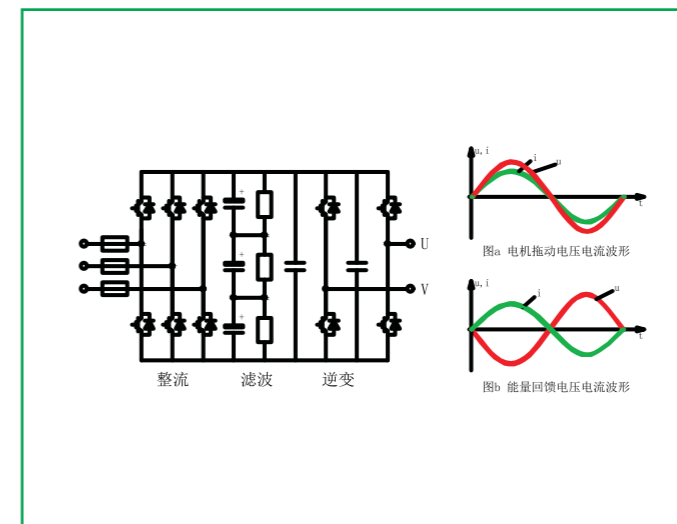 +
+
+
U
V
整流
滤波
逆变
u,i
i
u
t
图a 电机拖动电压电流波形
u,i
i
u
t
图b 能量回馈电压电流波形